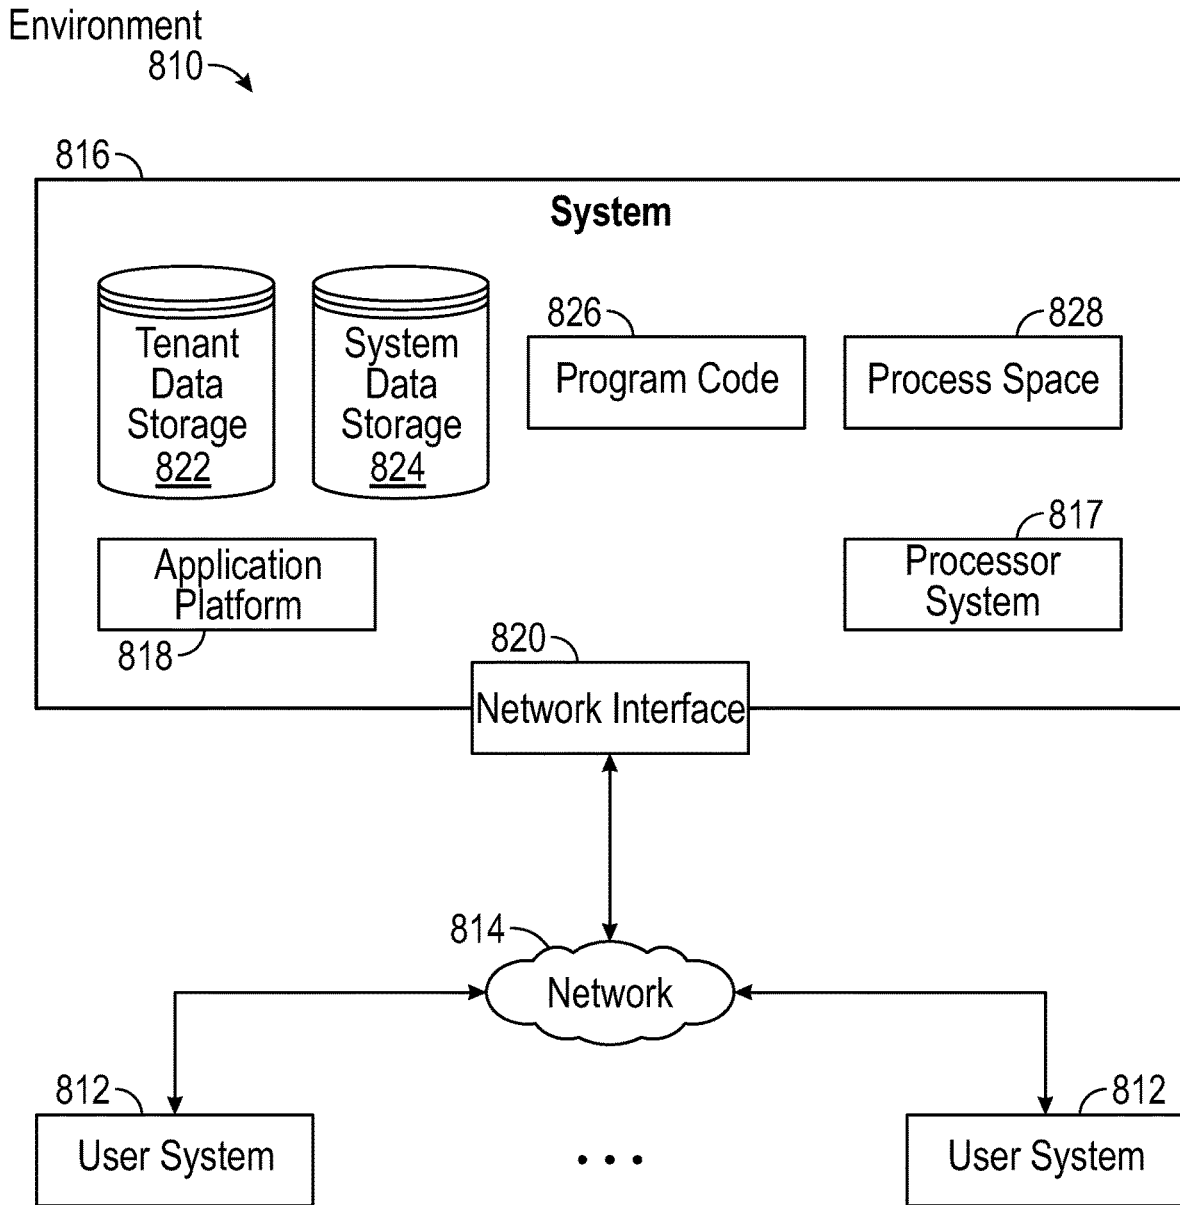 Environment
810
816
System
Tenant
Data
Storage
822
System
Data
Storage
824
826
Program Code
828
Process Space
Application
Platform
818
817
Processor
System
820
Network Interface
814
Network
812
User System
...
812
User System